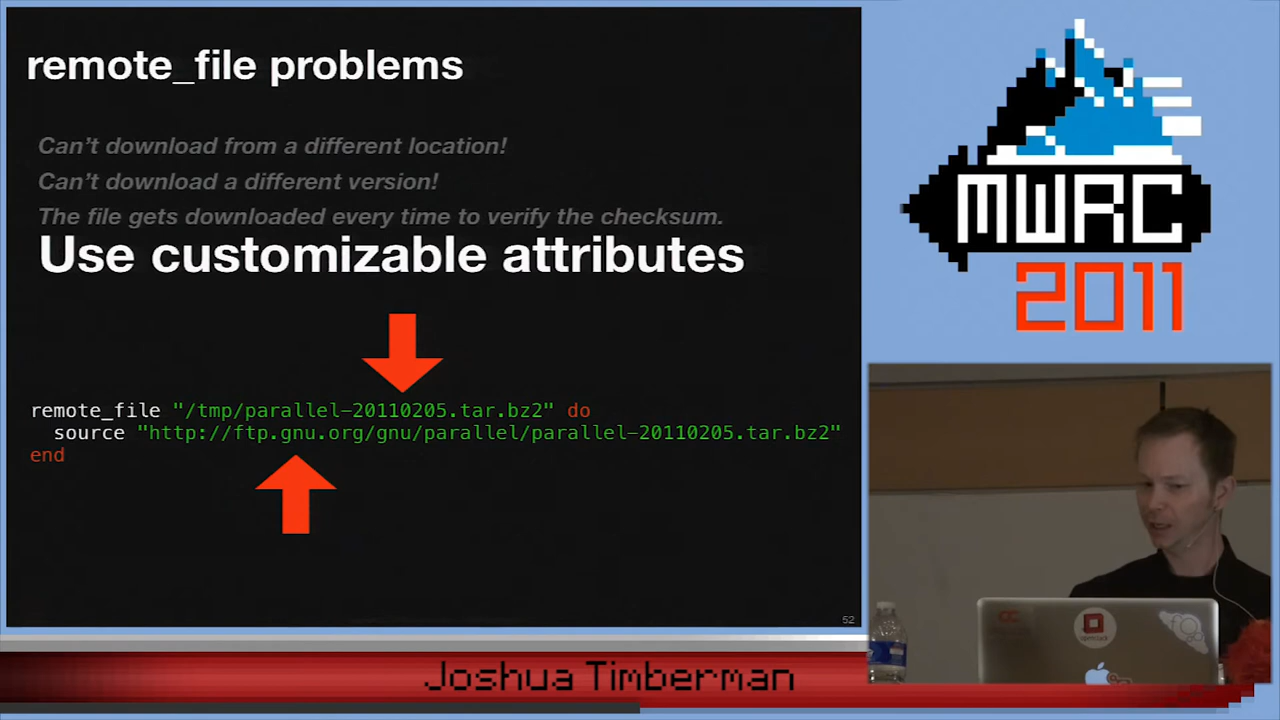 remote_file problems
Can't download from a different location!
Can't download a different version!
The file gets downloaded every time to verify the checksum.
Use customizable attributes
remote_file "/tmp/parallel-20110205.tar.bz2" do
source "http://ftp.gnu.org/gnu/parallel/parallel-20110205.tar.bz2"
end
52
MWRC
2011
Joshua Timberman